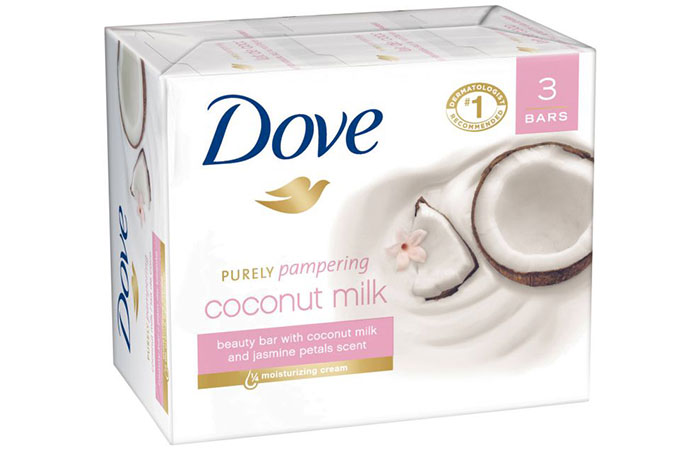 Dove
DERMATOLOGIST
#1
RECOMMENDED
3
BARS
PURELY pampering
coconut milk
beauty bar with coconut milk
and jasmine petals scent
¼ moisturizing cream
Dove